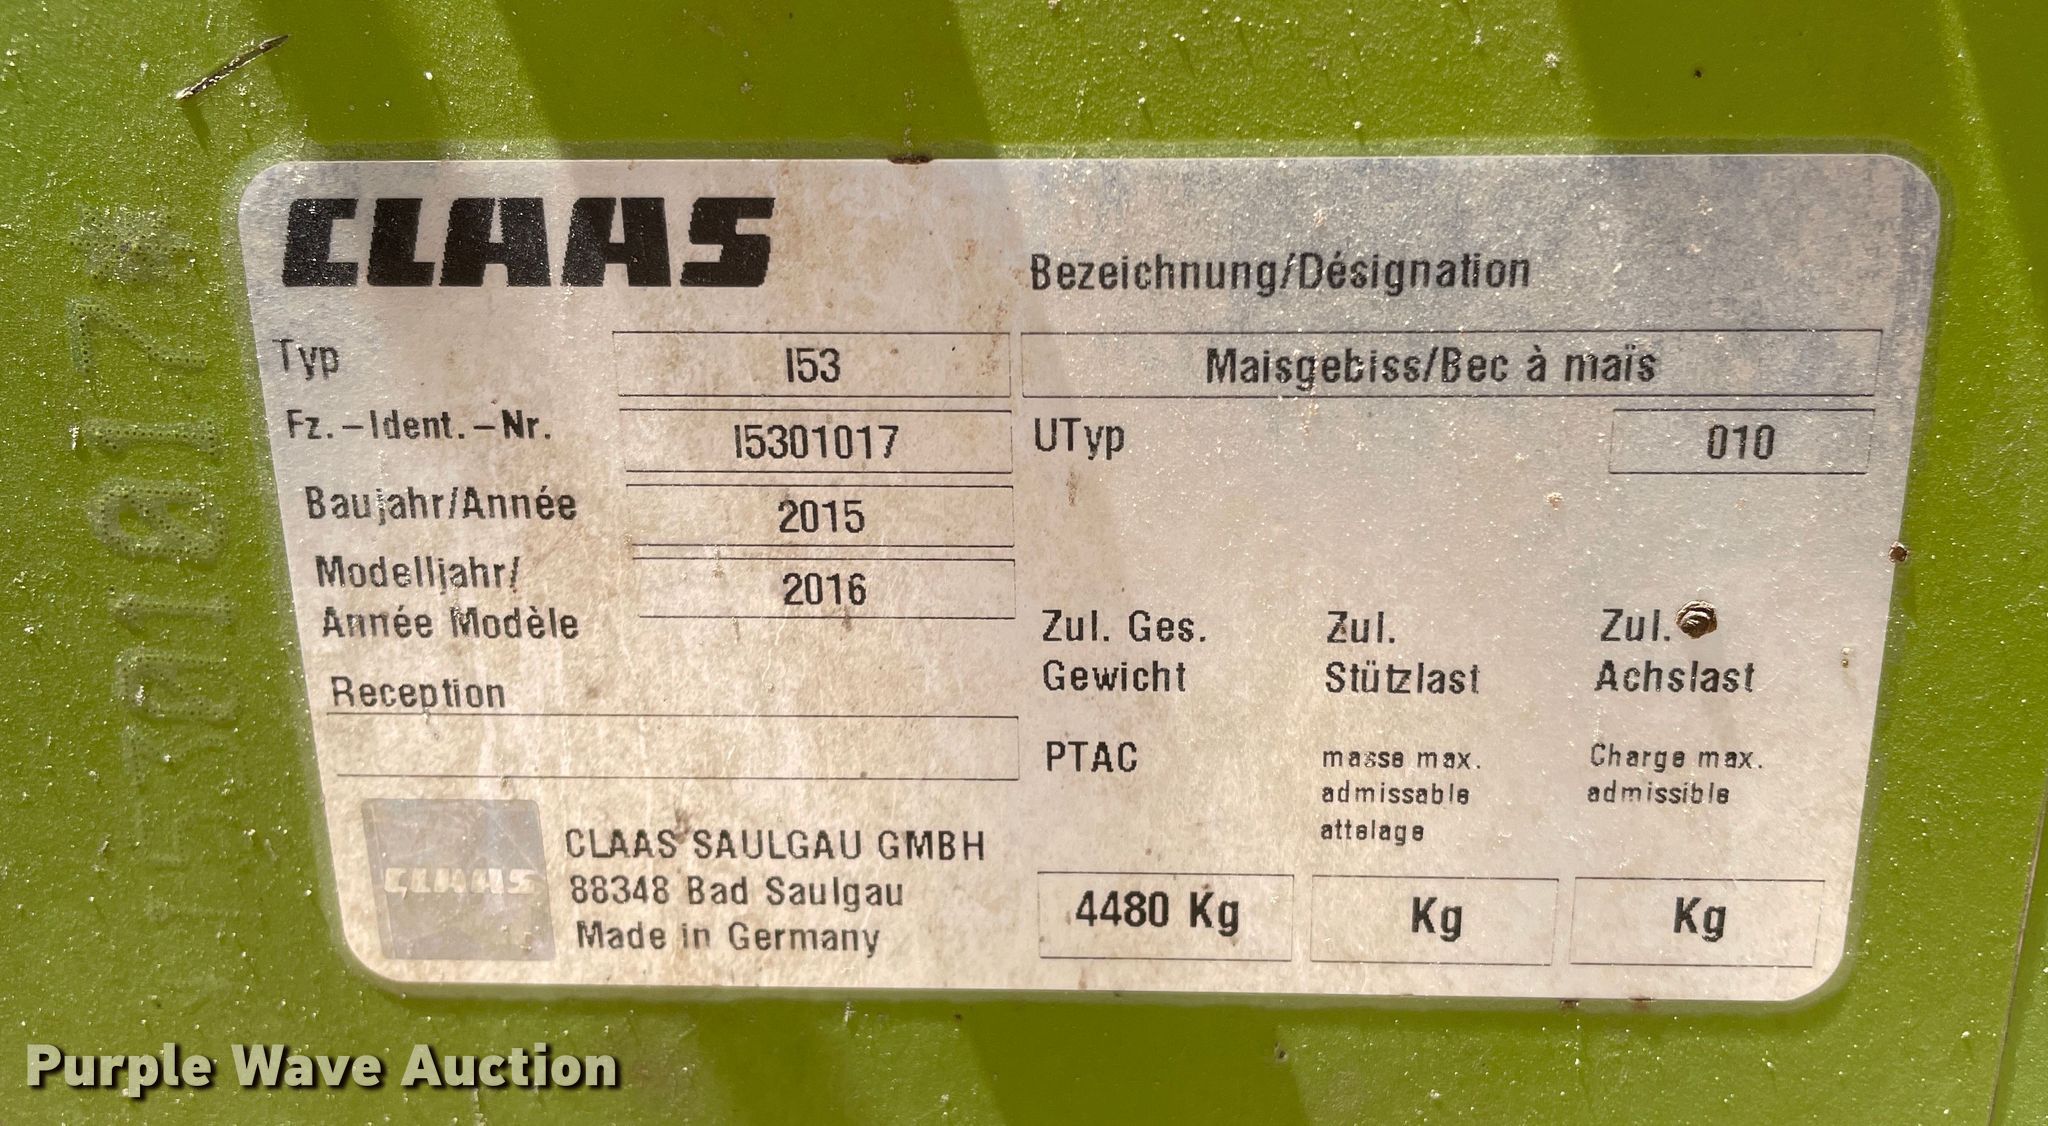 CLAAS
Bezeichnung/Désignation
Typ I53 Maisgebiss/Bec à maïs
Fz.-Ident.-Nr. I5301017 UTyp 010
Baujahr/Année 2015
Modelljahr/
Année Modèle 2016
Reception
Zul. Ges. Gewicht
Zul. Stützlast
Zul. Achslast
PTAC
masse max.
admissable
attelage
Charge max.
admissible
4480 Kg Kg Kg
CLAAS
CLAAS SAULGAU GMBH
88348 Bad Saulgau
Made in Germany
I5301017*
Purple Wave Auction